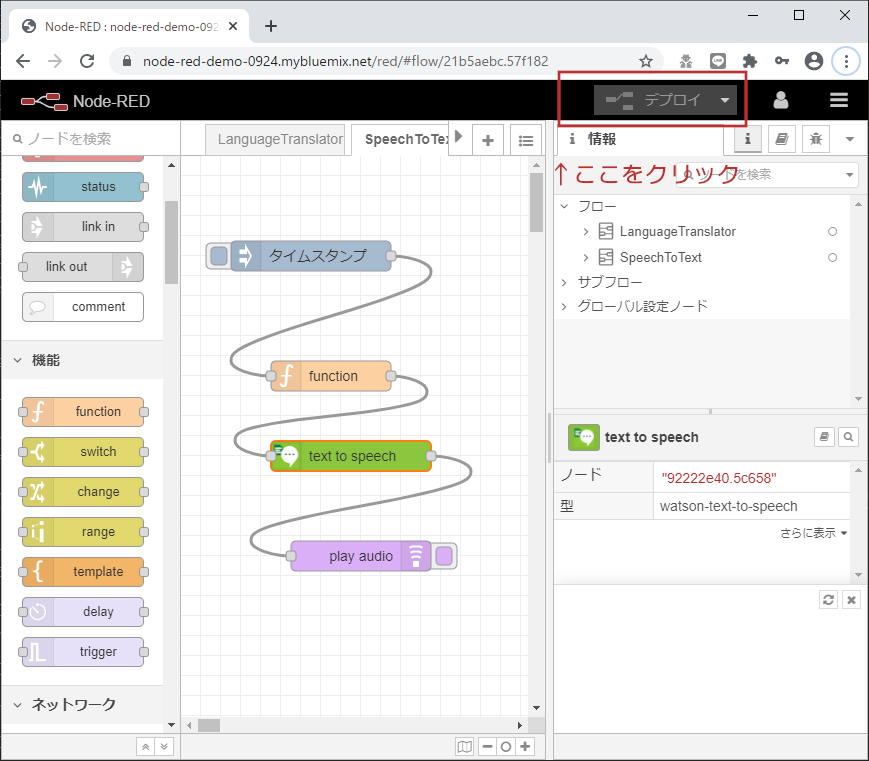 Node-RED : node-red-demo-092
node-red-demo-0924.mybluemix.net/red/#flow/21b5aebc.57f182
Node-RED
デプロイ
ノードを検索
status
link in
link out
comment
機能
function
switch
change
range
template
delay
trigger
ネットワーク
LanguageTranslator
SpeechToTex
タイムスタンプ
function
text to speech
play audio
i 情報
i
↑ここをクリック
ノードを検索
フロー
LanguageTranslator
SpeechToText
サブフロー
グローバル設定ノード
text to speech
ノード "92222e40.5c658"
型 watson-text-to-speech
さらに表示